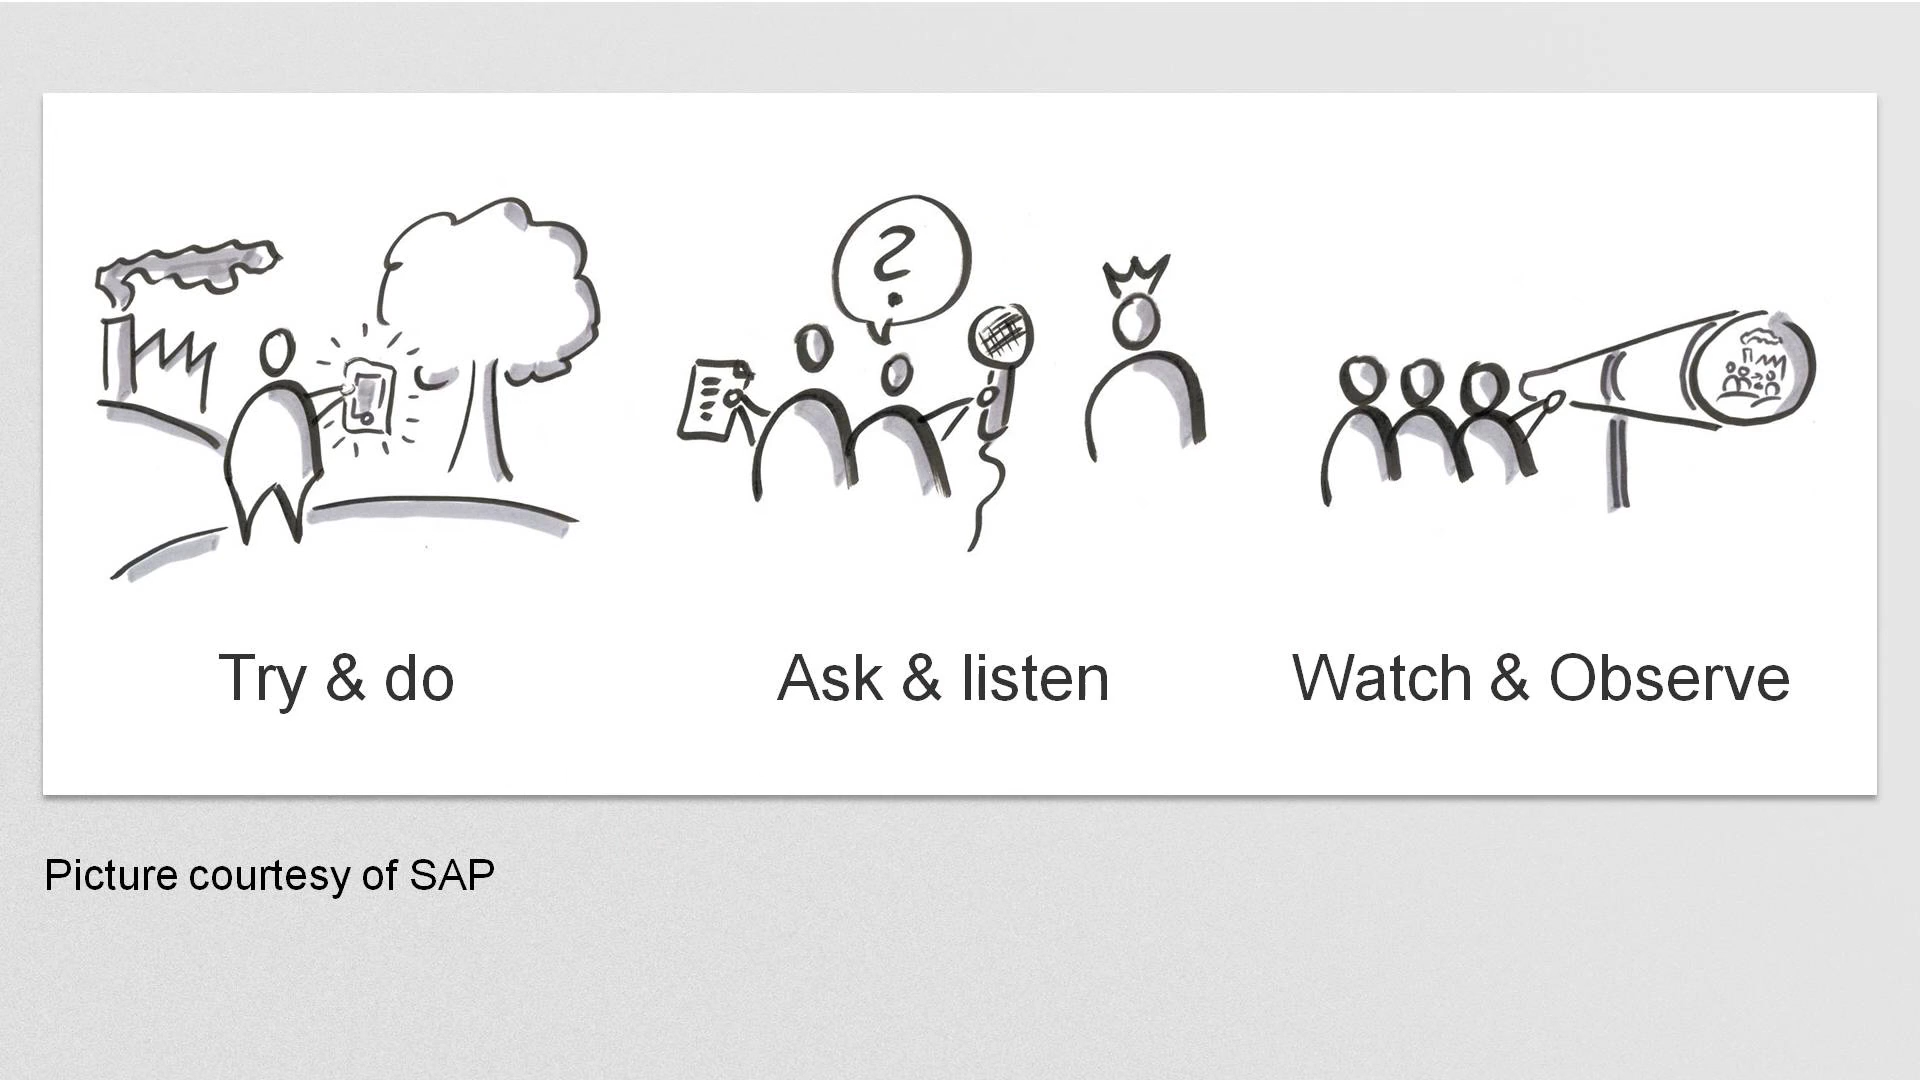 ?
Try & do
Ask & listen
Watch & Observe
Picture courtesy of SAP